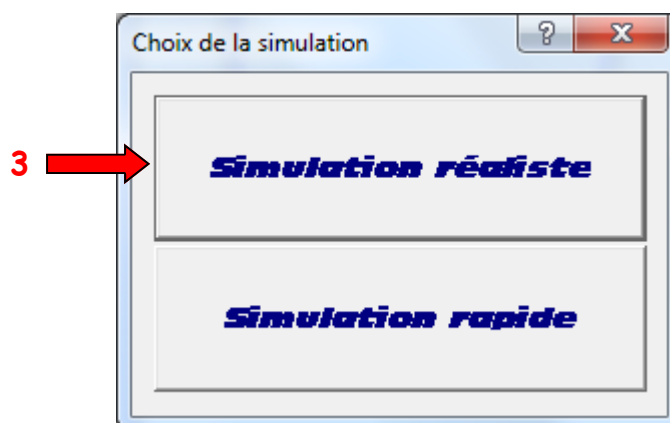 Choix de la simulation
3
Simulation réaliste
Simulation rapide